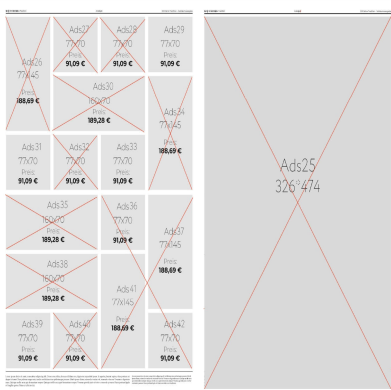 Ads26
77x145
Preis:
188,69 €
Ads27
77x70
Preis:
91,09 €
Ads28
77x70
Preis:
91,09 €
Ads29
77x70
Preis:
91,09 €
Ads30
160x70
Preis:
189,28 €
Ads34
77x145
Preis:
188,69 €
Ads31
77x70
Preis:
91,09 €
Ads32
77x70
Preis:
91,09 €
Ads33
77x70
Preis:
91,09 €
Ads35
160x70
Preis:
189,28 €
Ads36
77x70
Preis:
91,09 €
Ads37
77x145
Preis:
188,69 €
Ads38
160x70
Preis:
189,28 €
Ads41
77x145
Preis:
188,69 €
Ads39
77x70
Preis:
91,09 €
Ads40
77x70
Preis:
91,09 €
Ads42
77x70
Preis:
91,09 €
Ads25
326*474